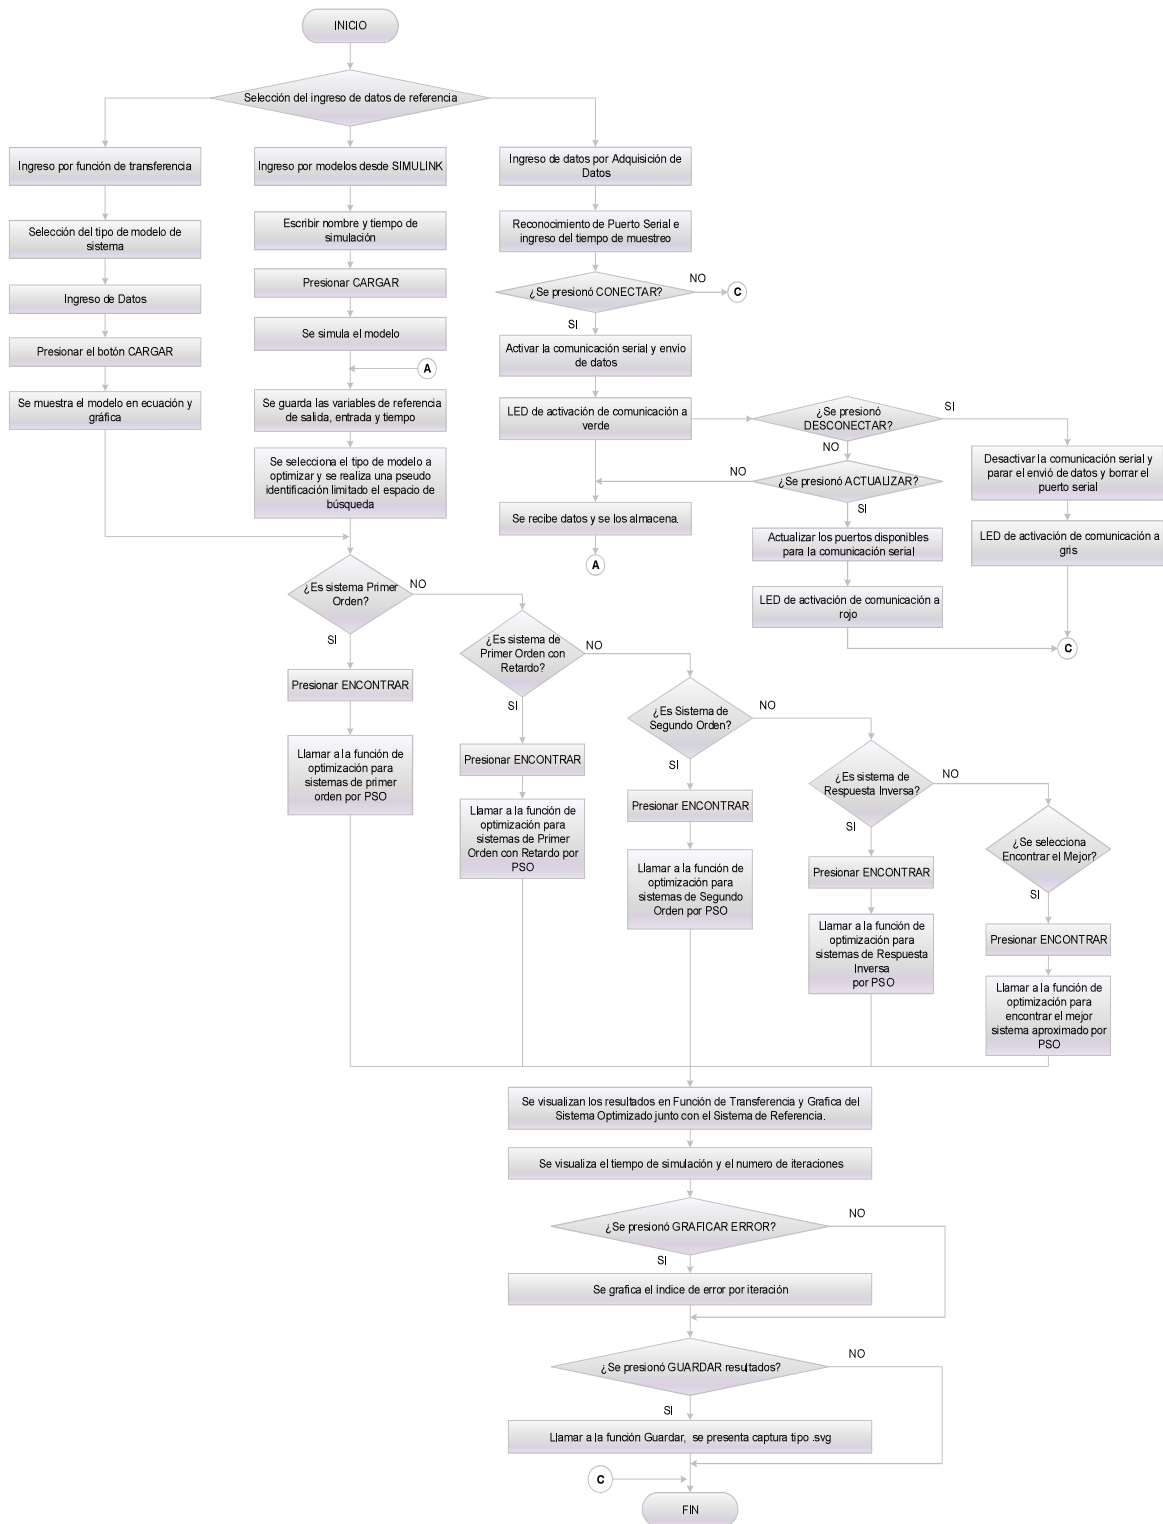 INICIO
Selección del ingreso de datos de referencia
Ingreso por función de transferencia
Selección del tipo de modelo de
sistema
Ingreso de Datos
Presionar el botón CARGAR
Se muestra el modelo en ecuación y
gráfica
Ingreso por modelos desde SIMULINK
Escribir nombre y tiempo de
simulación
Presionar CARGAR
Se simula el modelo
A
Se guarda las variables de referencia
de salida, entrada y tiempo
Se selecciona el tipo de modelo a
optimizar y se realiza una pseudo
identificación limitado el espacio de
búsqueda
Ingreso de datos por Adquisición de
Datos
Reconocimiento de Puerto Serial e
ingreso del tiempo de muestreo
¿Se presionó CONECTAR?
NO
C
SI
Activar la comunicación serial y envío
de datos
LED de activación de comunicación a
verde
¿Se presionó
DESCONECTAR?
SI
NO
Desactivar la comunicación serial y
parar el envió de datos y borrar el
puerto serial
LED de activación de comunicación a
gris
¿Se presionó ACTUALIZAR?
NO
SI
Se recibe datos y se los almacena.
A
Actualizar los puertos disponibles
para la comunicación serial
LED de activación de comunicación a
rojo
C
¿Es sistema Primer
Orden?
NO
SI
Presionar ENCONTRAR
Llamar a la función de
optimización para
sistemas de primer
orden por PSO
¿Es sistema de
Primer Orden con
Retardo?
NO
SI
Presionar ENCONTRAR
Llamar a la función de
optimización para
sistemas de Primer
Orden con Retardo por
PSO
¿Es Sistema de
Segundo Orden?
NO
SI
Presionar ENCONTRAR
Llamar a la función de
optimización para
sistemas de Segundo
Orden por PSO
¿Es sistema de
Respuesta Inversa?
NO
SI
Presionar ENCONTRAR
Llamar a la función de
optimización para
sistemas de Respuesta
Inversa
por PSO
¿Se selecciona
Encontrar el Mejor?
SI
Presionar ENCONTRAR
Llamar a la función de
optimización para
encontrar el mejor
sistema aproximado por
PSO
Se visualizan los resultados en Función de Transferencia y Grafica del
Sistema Optimizado junto con el Sistema de Referencia.
Se visualiza el tiempo de simulación y el numero de iteraciones
¿Se presionó GRAFICAR ERROR?
NO
SI
Se grafica el índice de error por iteración
¿Se presionó GUARDAR resultados?
NO
SI
Llamar a la función Guardar, se presenta captura tipo .svg
C
FIN